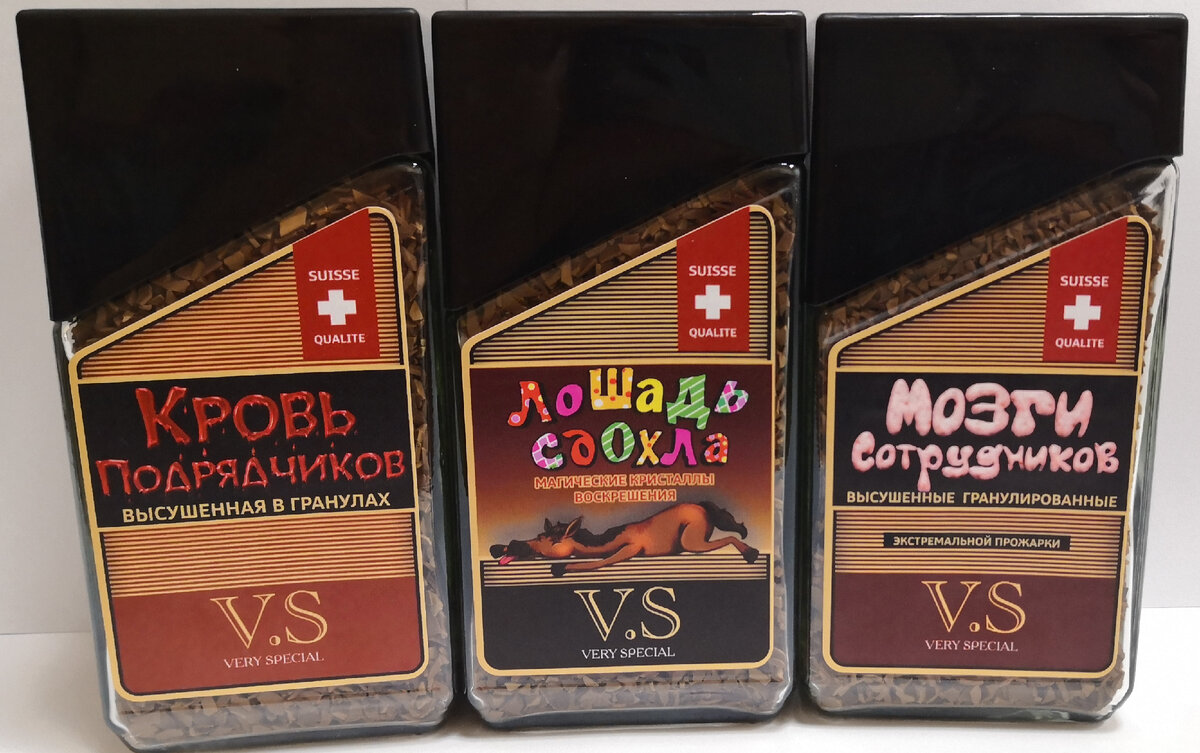 SUISSE
QUALITE
КРОВЬ
ПОДРЯДЧИКОВ
ВЫСУШЕННАЯ В ГРАНУЛАХ
V.S
VERY SPECIAL
SUISSE
QUALITE
ЛОШАДЬ
СДОХЛА
МАГИЧЕСКИЕ КРИСТАЛЛЫ
ВОСКРЕШЕНИЯ
V.S
VERY SPECIAL
SUISSE
QUALITE
МОЗГИ
СОТРУДНИКОВ
ВЫСУШЕННЫЕ ГРАНУЛИРОВАННЫЕ
ЭКСТРЕМАЛЬНОЙ ПРОЖАРКИ
V.S
VERY SPECIAL